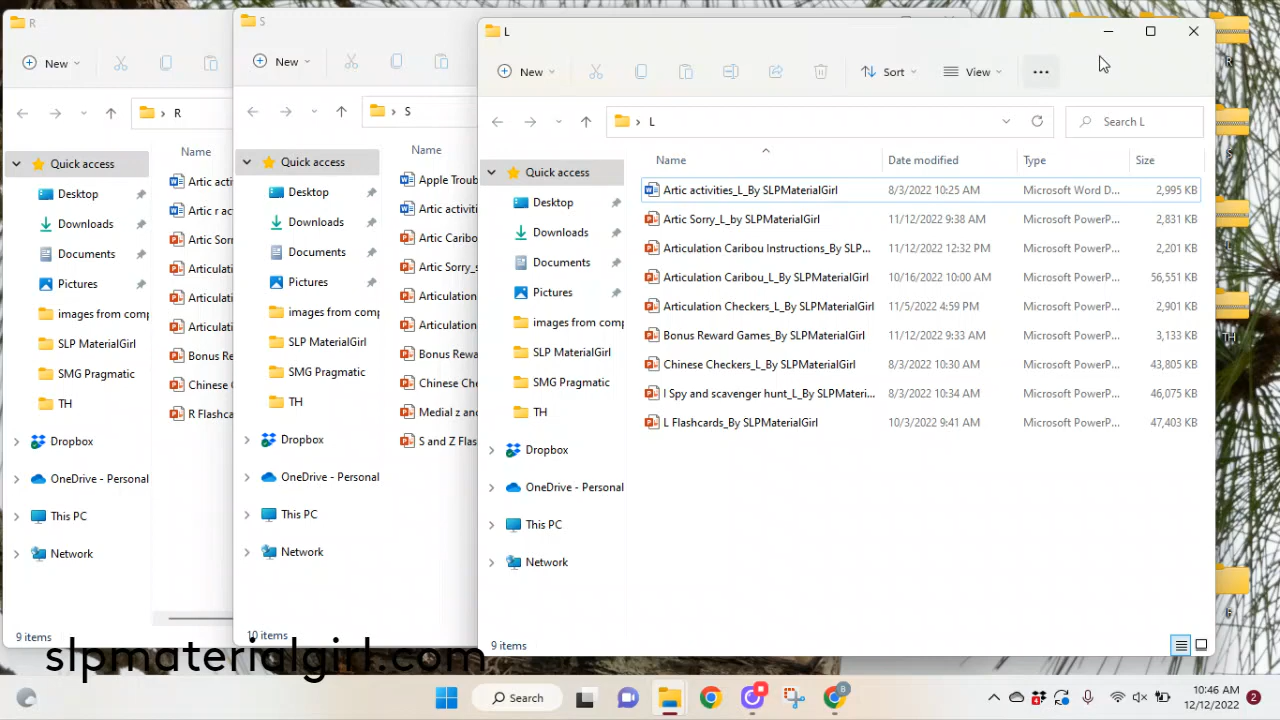 R
New
R
Quick access
Desktop
Downloads
Documents
Pictures
images from comp
SLP MaterialGirl
SMG Pragmatic
TH
Dropbox
OneDrive - Personal
This PC
Network
Name
Artic acti
Artic r ac
Artic Sorr
Articulati
Articulati
Articulati
Bonus Re
Chinese C
R Flashca
9 items
S
New
S
Quick access
Desktop
Downloads
Documents
Pictures
images from comp
SLP MaterialGirl
SMG Pragmatic
TH
Dropbox
OneDrive - Personal
This PC
Network
Name
Apple Troub
Artic activiti
Artic Caribo
Artic Sorry_s
Articulation
Articulation
Bonus Rewa
Chinese Che
Medial z and
S and Z Flas
10 items
L
New Sort View
L Search L
Quick access
Desktop
Downloads
Documents
Pictures
images from comp
SLP MaterialGirl
SMG Pragmatic
TH
Dropbox
OneDrive - Personal
This PC
Network
Name Date modified Type Size
Artic activities_L_By SLPMaterialGirl 8/3/2022 10:25 AM Microsoft Word D... 2,995 KB
Artic Sorry_L_by SLPMaterialGirl 11/12/2022 9:38 AM Microsoft PowerP... 2,831 KB
Articulation Caribou Instructions_By SLP... 11/12/2022 12:32 PM Microsoft PowerP... 2,201 KB
Articulation Caribou_L_By SLPMaterialGirl 10/16/2022 10:00 AM Microsoft PowerP... 56,551 KB
Articulation Checkers_L_By SLPMaterialGirl 11/5/2022 4:59 PM Microsoft PowerP... 2,901 KB
Bonus Reward Games_By SLPMaterialGirl 11/12/2022 9:33 AM Microsoft PowerP... 3,133 KB
Chinese Checkers_L_By SLPMaterialGirl 8/3/2022 10:30 AM Microsoft PowerP... 43,805 KB
I Spy and scavenger hunt_L_By SLPMateri... 8/3/2022 10:34 AM Microsoft PowerP... 46,075 KB
L Flashcards_By SLPMaterialGirl 10/3/2022 9:41 AM Microsoft PowerP... 47,403 KB
9 items
R
S
L
TH
slpmaterialgirl.com
Search
8
4
10:46 AM
12/12/2022
2